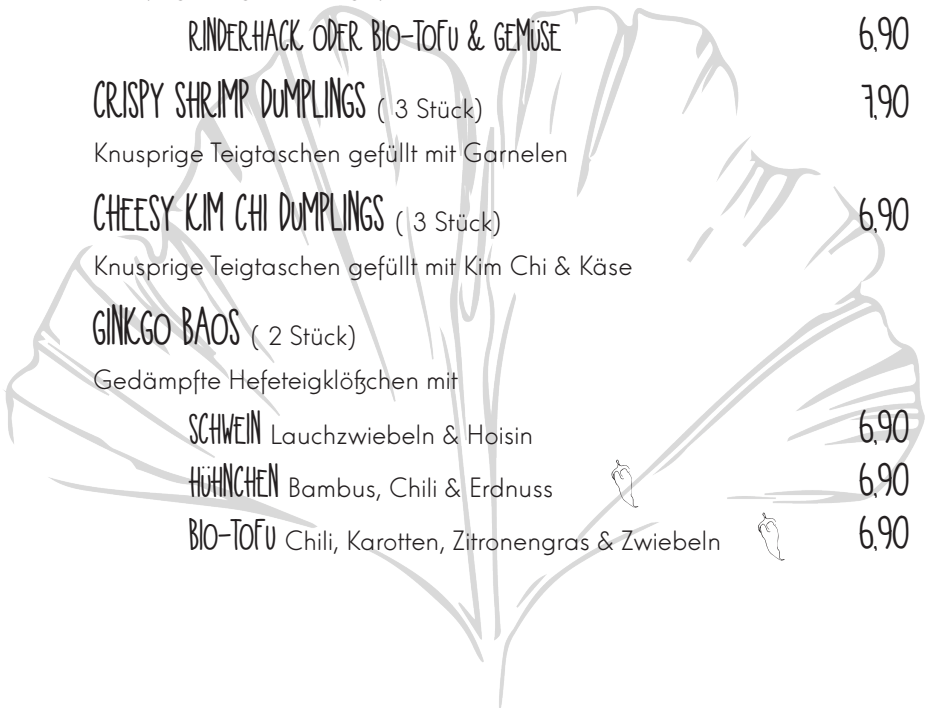 RINDERHACK ODER BIO-TOFU & GEMÜSE 6,90
CRISPY SHRIMP DUMPLINGS ( 3 Stück) 7,90
Knusprige Teigtaschen gefüllt mit Garnelen
CHEESY KIM CHI DUMPLINGS ( 3 Stück) 6,90
Knusprige Teigtaschen gefüllt mit Kim Chi & Käse
GINKGO BAOS ( 2 Stück)
Gedämpfte Hefeteigklößchen mit
SCHWEIN Lauchzwiebeln & Hoisin 6,90
HÜHNCHEN Bambus, Chili & Erdnuss 6,90
BIO-TOFU Chili, Karotten, Zitronengras & Zwiebeln 6,90